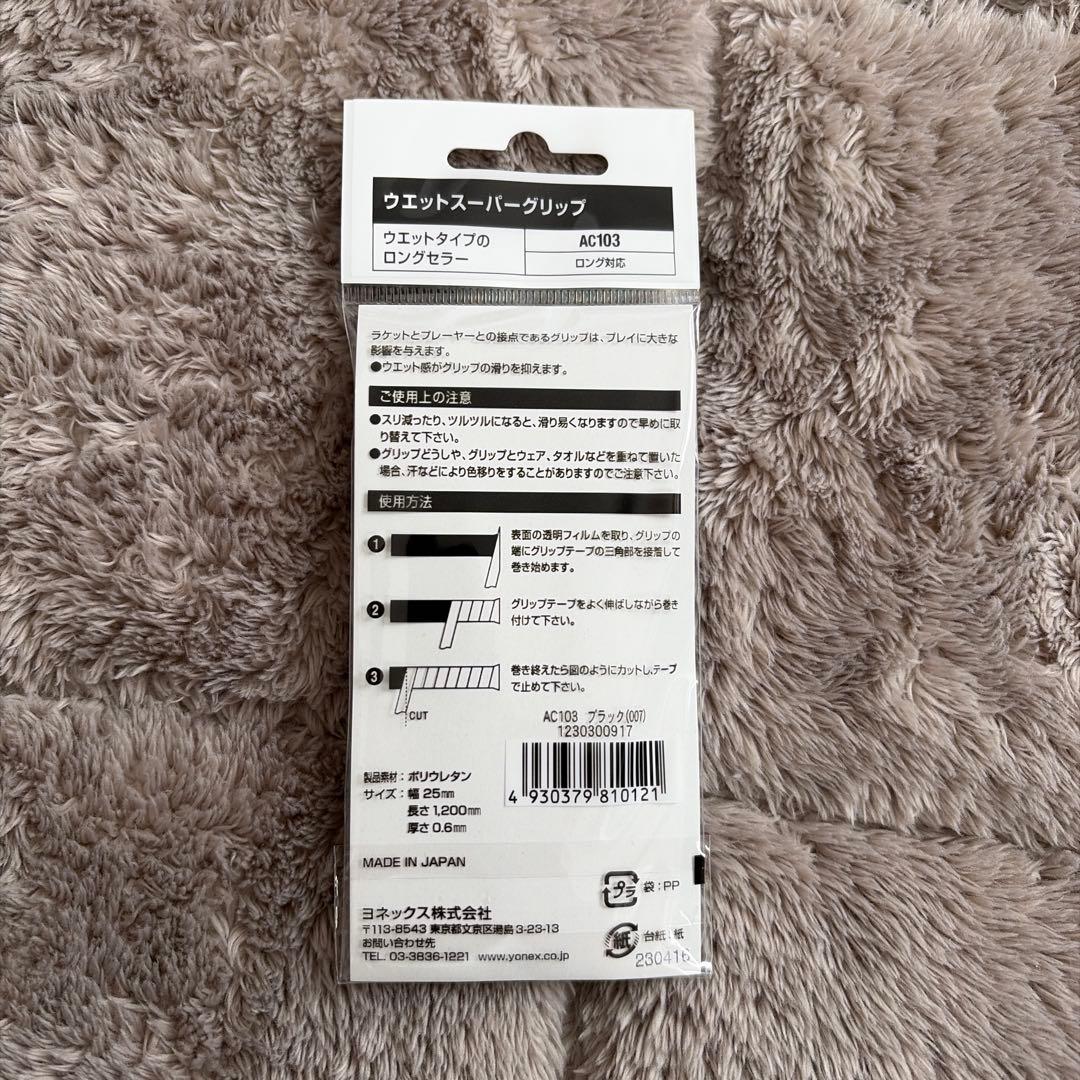 ウエットスーパーグリップ
ウエットタイプの
ロングセラー
AC103
ロング対応
ラケットとプレーヤーとの接点であるグリップは、プレイに大きな
影響を与えます。
●ウエット感がグリップの滑りを抑えます。
ご使用上の注意
●スリ減ったり、ツルツルになると、滑り易くなりますので早めに取
り替えて下さい。
●グリップどうしや、グリップとウェア、タオルなどを重ねて置いた
場合、汗などにより色移りをすることがありますのでご注意下さい。
使用方法
1
表面の透明フィルムを取り、グリップの
端にグリップテープの三角部を接着して
巻き始めます。
2
グリップテープをよく伸ばしながら巻き
付けて下さい。
3
巻き終えたら図のようにカットし、テープ
で止めて下さい。
CUT
AC103 ブラック(007)
1230300917
4 930379 810121
製品素材：ポリウレタン
サイズ：幅 25mm
長さ 1,200mm
厚さ 0.6mm
MADE IN JAPAN
プラ 袋：PP
ヨネックス株式会社
〒113-8543 東京都文京区湯島 3-23-13
お問い合わせ先
TEL. 03-3836-1221 www.yonex.co.jp
紙 台紙：紙
230416